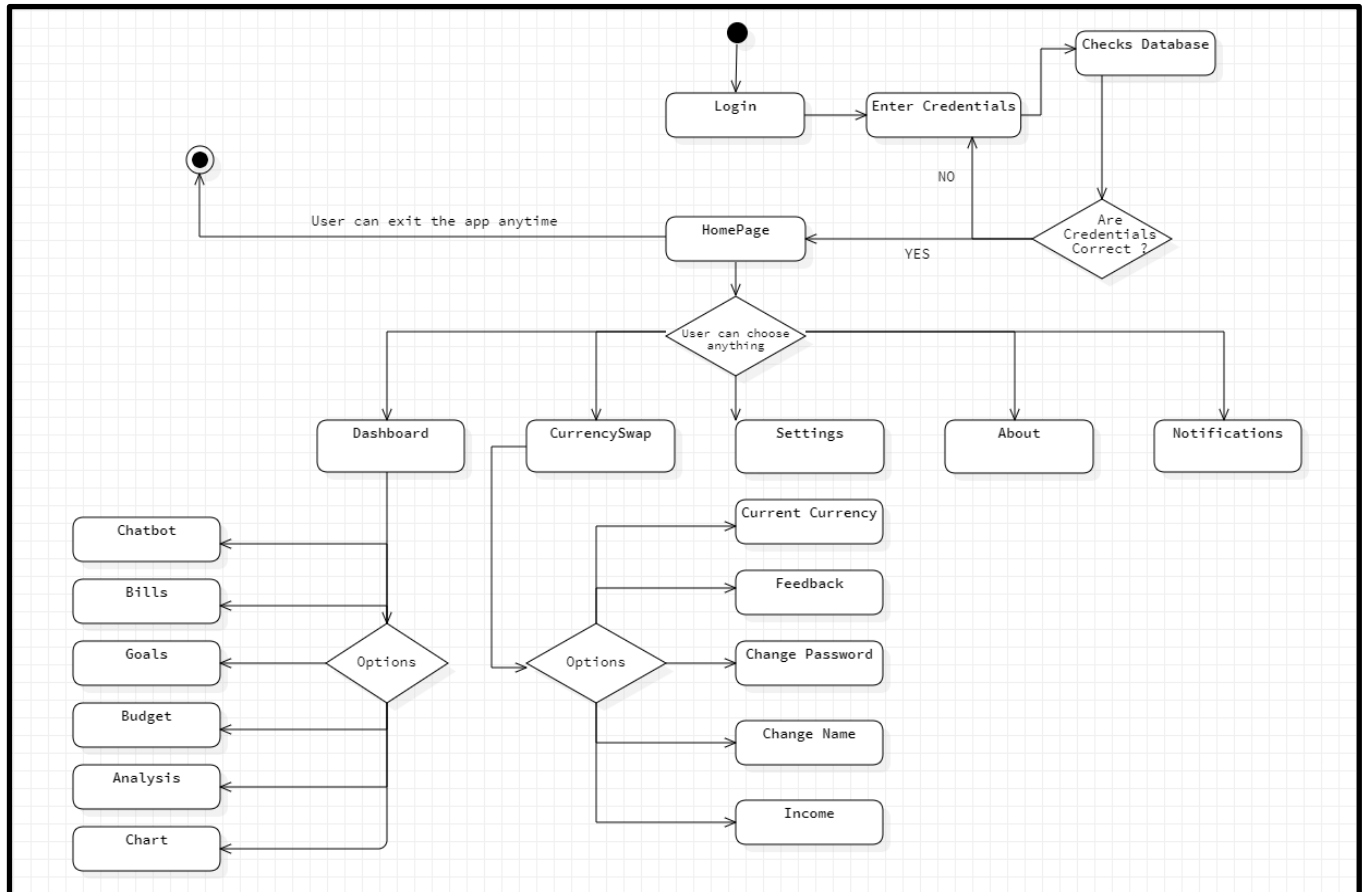 Checks Database
Login
Enter Credentials
NO
User can exit the app anytime
HomePage
YES
Are
Credentials
Correct ?
User can choose
anything
Dashboard
CurrencySwap
Settings
About
Notifications
Chatbot
Bills
Goals
Budget
Analysis
Chart
Options
Options
Current Currency
Feedback
Change Password
Change Name
Income